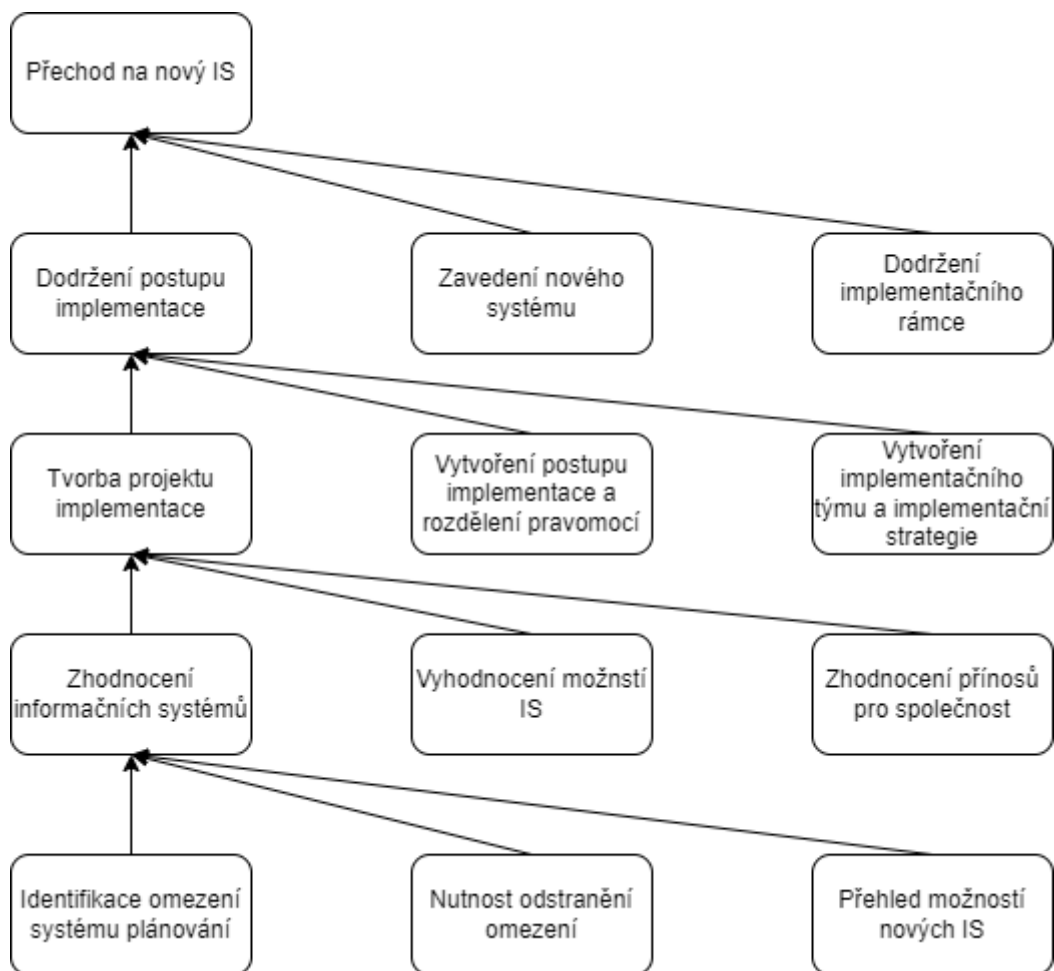 Přechod na nový IS
Dodržení postupu
implementace
Zavedení nového
systému
Dodržení
implementačního
rámce
Tvorba projektu
implementace
Vytvoření postupu
implementace a
rozdělení pravomocí
Vytvoření
implementačního
týmu a implementační
strategie
Zhodnocení
informačních systémů
Vyhodnocení možnstí
IS
Zhodnocení přínosů
pro společnost
Identifikace omezení
systému plánování
Nutnost odstranění
omezení
Přehled možností
nových IS